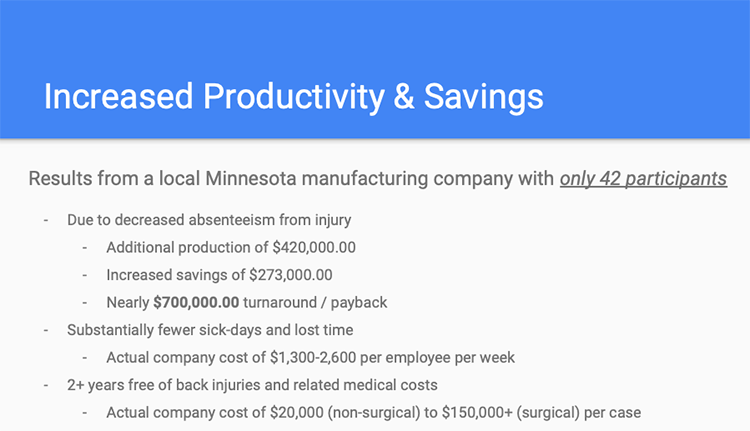 Increased Productivity & Savings
Results from a local Minnesota manufacturing company with only 42 participants
- Due to decreased absenteeism from injury
- Additional production of $420,000.00
- Increased savings of $273,000.00
- Nearly $700,000.00 turnaround / payback
- Substantially fewer sick-days and lost time
- Actual company cost of $1,300-2,600 per employee per week
- 2+ years free of back injuries and related medical costs
- Actual company cost of $20,000 (non-surgical) to $150,000+ (surgical) per case